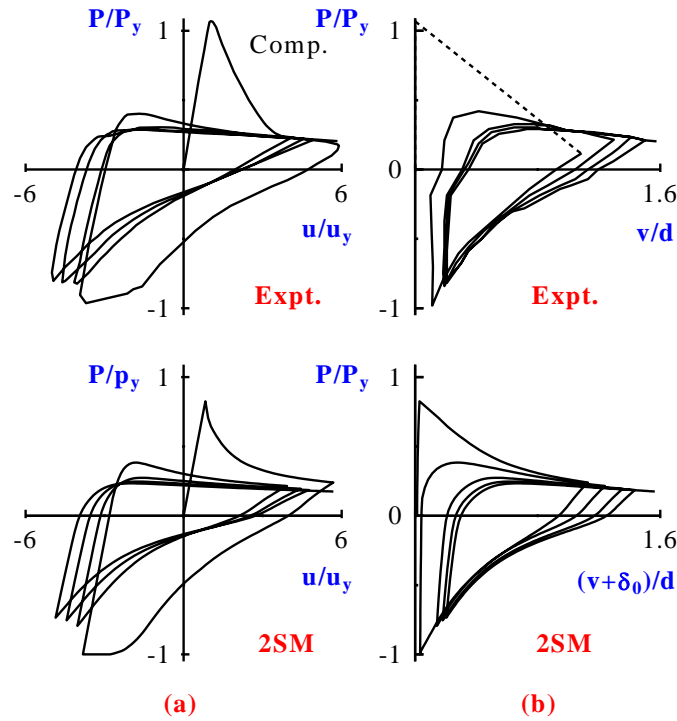 P/Py P/Py
1 Comp. 1
0
-6 6 1.6
u/uy v/d
Expt. Expt.
-1 -1
P/py P/Py
1 1
0
-6 6 1.6
u/uy (v+δ0)/d
2SM 2SM
-1 -1
(a) (b)